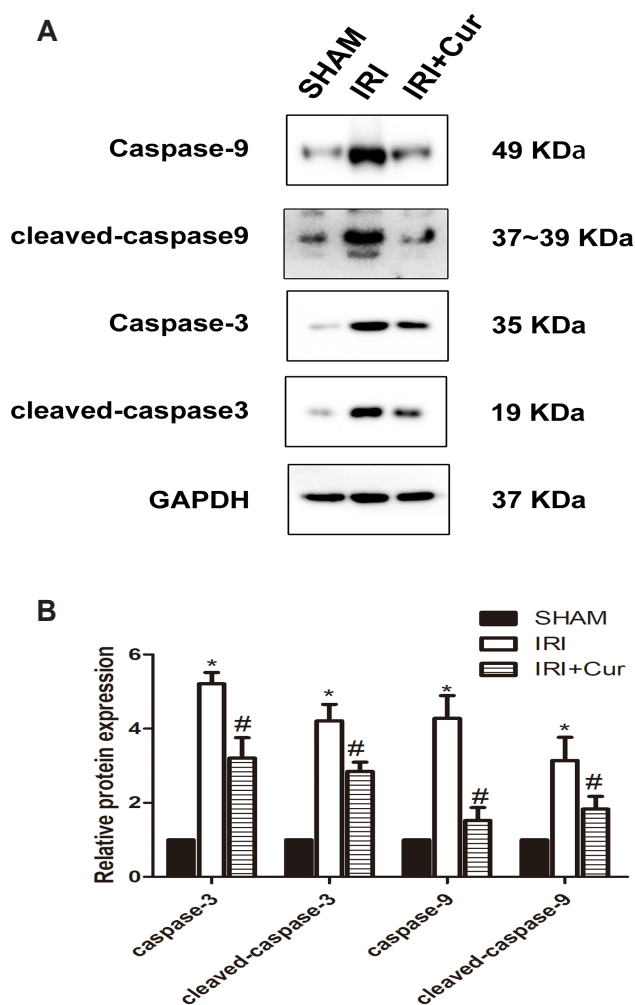 A
SHAM IRI IRI+Cur
Caspase-9 49 KDa
cleaved-caspase9 37~39 KDa
Caspase-3 35 KDa
cleaved-caspase3 19 KDa
GAPDH 37 KDa
B
SHAM
IRI
IRI+Cur
Relative protein expression
6
4
2
0
* # * # * # * #
caspase-3 cleaved-caspase-3 caspase-9 cleaved-caspase-9